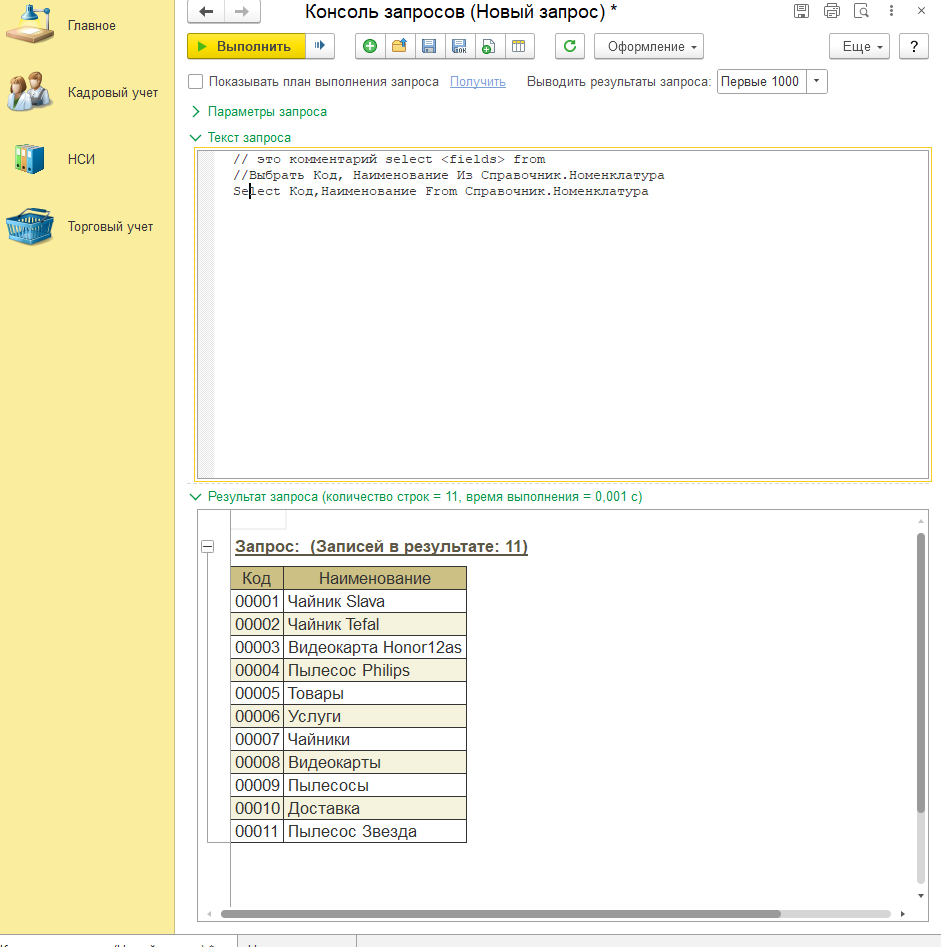 Консоль запросов (Новый запрос) *
Главное
Кадровый учет
НСИ
Торговый учет
Выполнить
Оформление
Еще
?
Показывать план выполнения запроса Получить Выводить результаты запроса: Первые 1000
Параметры запроса
Текст запроса
// это комментарий select <fields> from
//Выбрать Код, Наименование Из Справочник.Номенклатура
Select Код,Наименование From Справочник.Номенклатура
Результат запроса (количество строк = 11, время выполнения = 0,001 с)
Запрос: (Записей в результате: 11)
Код Наименование
00001 Чайник Slava
00002 Чайник Tefal
00003 Видеокарта Honor12as
00004 Пылесос Philips
00005 Товары
00006 Услуги
00007 Чайники
00008 Видеокарты
00009 Пылесосы
00010 Доставка
00011 Пылесос Звезда